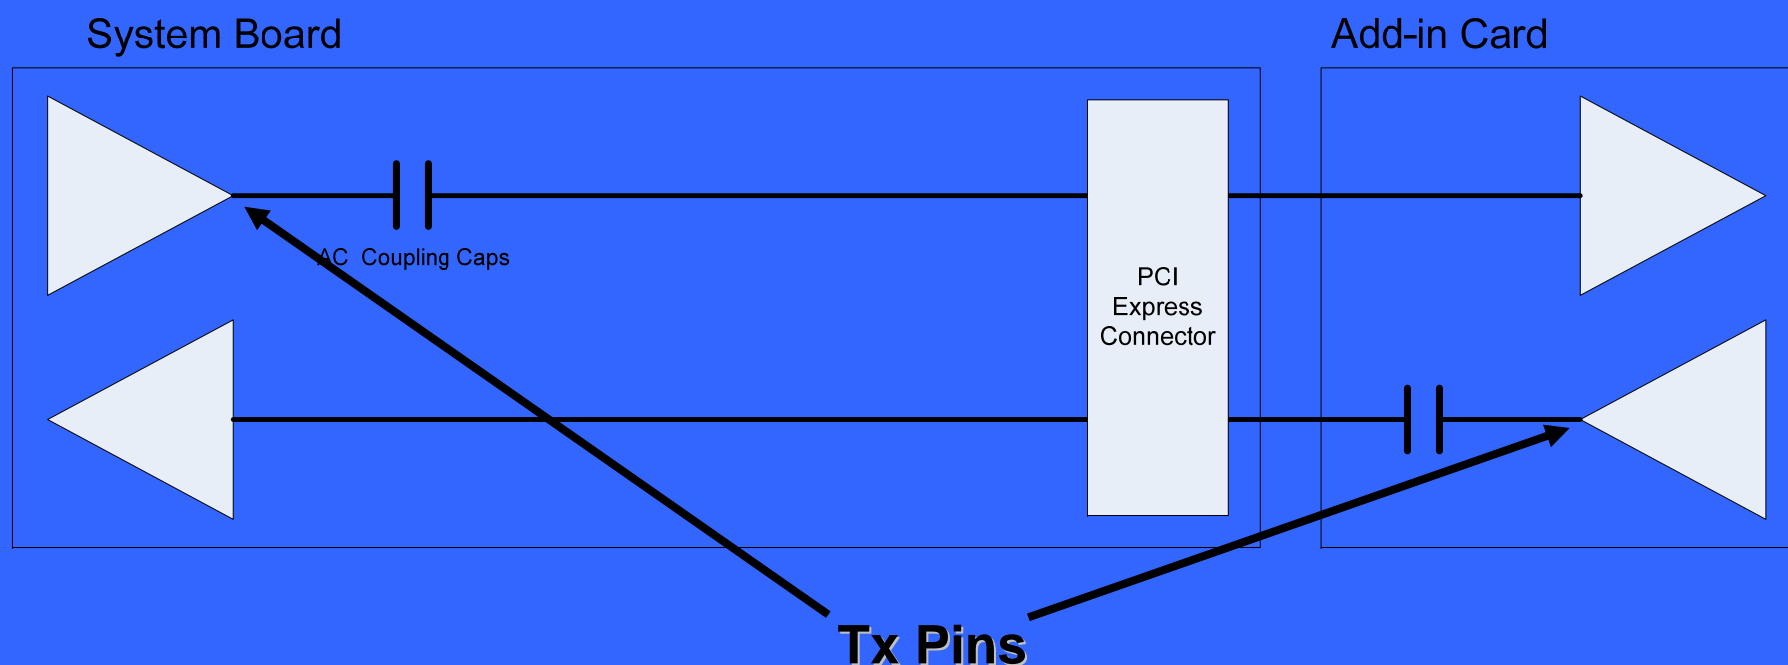 System Board
Add-in Card
AC Coupling Caps
PCI
Express
Connector
Tx Pins